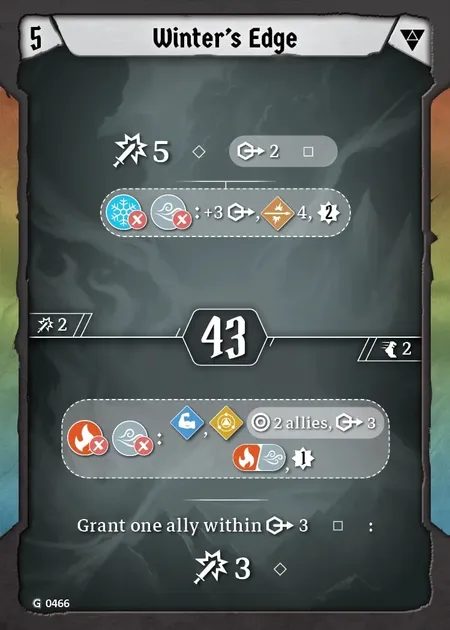 5 Winter's Edge
5 2
: +3 , 4, 2
2
43
2
: , 2 allies, 3
, 1
Grant one ally within 3 :
3
G 0466